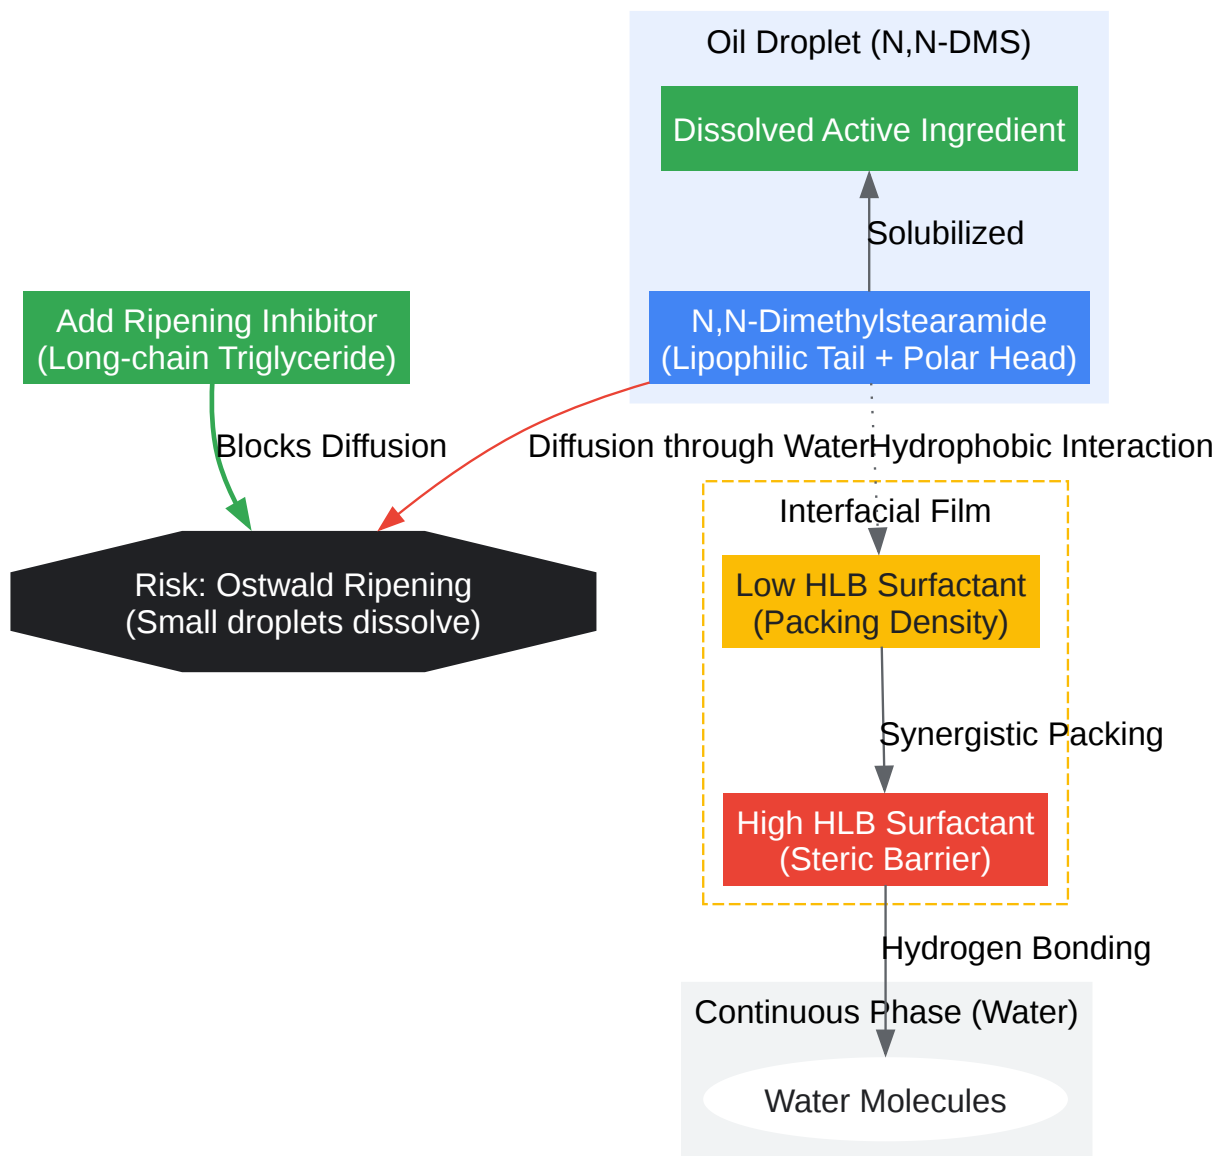 Oil Droplet (N,N-DMS)
Dissolved Active Ingredient
Solubilized
Add Ripening Inhibitor
(Long-chain Triglyceride)
N,N-Dimethylstearamide
(Lipophilic Tail + Polar Head)
Blocks Diffusion
Diffusion through Water
Hydrophobic Interaction
Interfacial Film
Risk: Ostwald Ripening
(Small droplets dissolve)
Low HLB Surfactant
(Packing Density)
Synergistic Packing
High HLB Surfactant
(Steric Barrier)
Hydrogen Bonding
Continuous Phase (Water)
Water Molecules